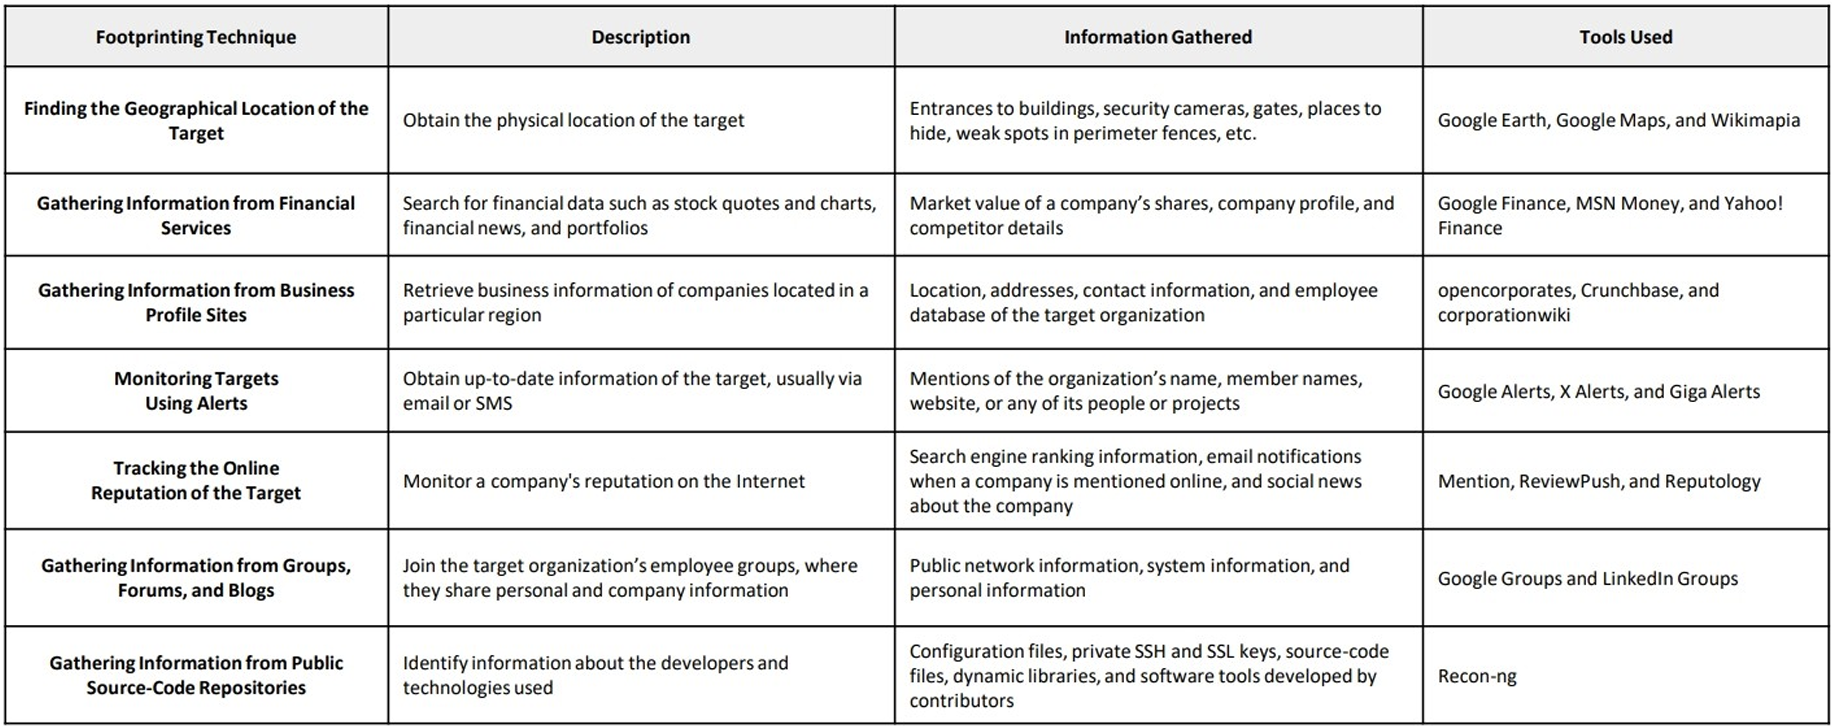 Footprinting Technique
Description
Information Gathered
Tools Used
Finding the Geographical Location of the
Target
Obtain the physical location of the target
Entrances to buildings, security cameras, gates, places to
hide, weak spots in perimeter fences, etc.
Google Earth, Google Maps, and Wikimapia
Gathering Information from Financial
Services
Search for financial data such as stock quotes and charts,
financial news, and portfolios
Market value of a company’s shares, company profile, and
competitor details
Google Finance, MSN Money, and Yahoo!
Finance
Gathering Information from Business
Profile Sites
Retrieve business information of companies located in a
particular region
Location, addresses, contact information, and employee
database of the target organization
opencorporates, Crunchbase, and
corporationwiki
Monitoring Targets
Using Alerts
Obtain up-to-date information of the target, usually via
email or SMS
Mentions of the organization’s name, member names,
website, or any of its people or projects
Google Alerts, X Alerts, and Giga Alerts
Tracking the Online
Reputation of the Target
Monitor a company's reputation on the Internet
Search engine ranking information, email notifications
when a company is mentioned online, and social news
about the company
Mention, ReviewPush, and Reputology
Gathering Information from Groups,
Forums, and Blogs
Join the target organization’s employee groups, where
they share personal and company information
Public network information, system information, and
personal information
Google Groups and LinkedIn Groups
Gathering Information from Public
Source-Code Repositories
Identify information about the developers and
technologies used
Configuration files, private SSH and SSL keys, source-code
files, dynamic libraries, and software tools developed by
contributors
Recon-ng